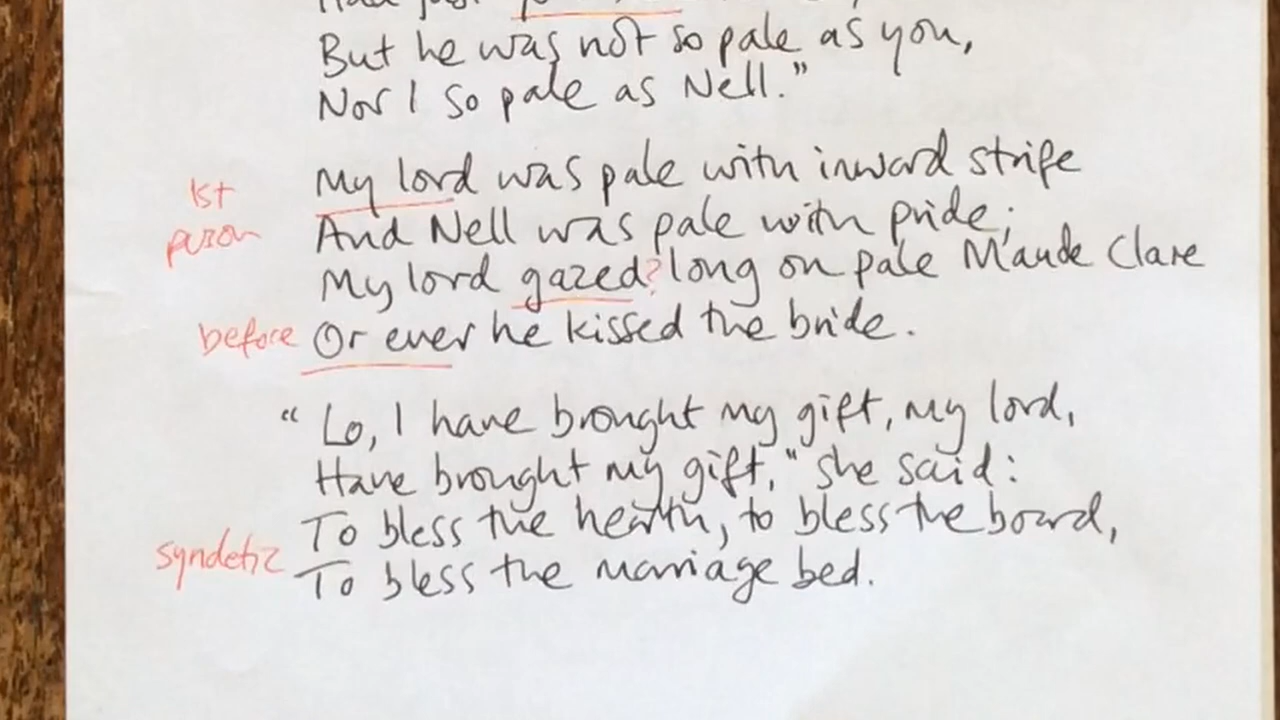 But he was not so pale as you,
Nor I so pale as Nell."
1st
person
My lord was pale with inward strife
And Nell was pale with pride;
My lord gazed? long on pale Maude Clare
before
Or ever he kissed the bride.
"Lo, I have brought my gift, my lord,
Have brought my gift," she said:
To bless the hearth, to bless the board,
syndetic
To bless the marriage bed.